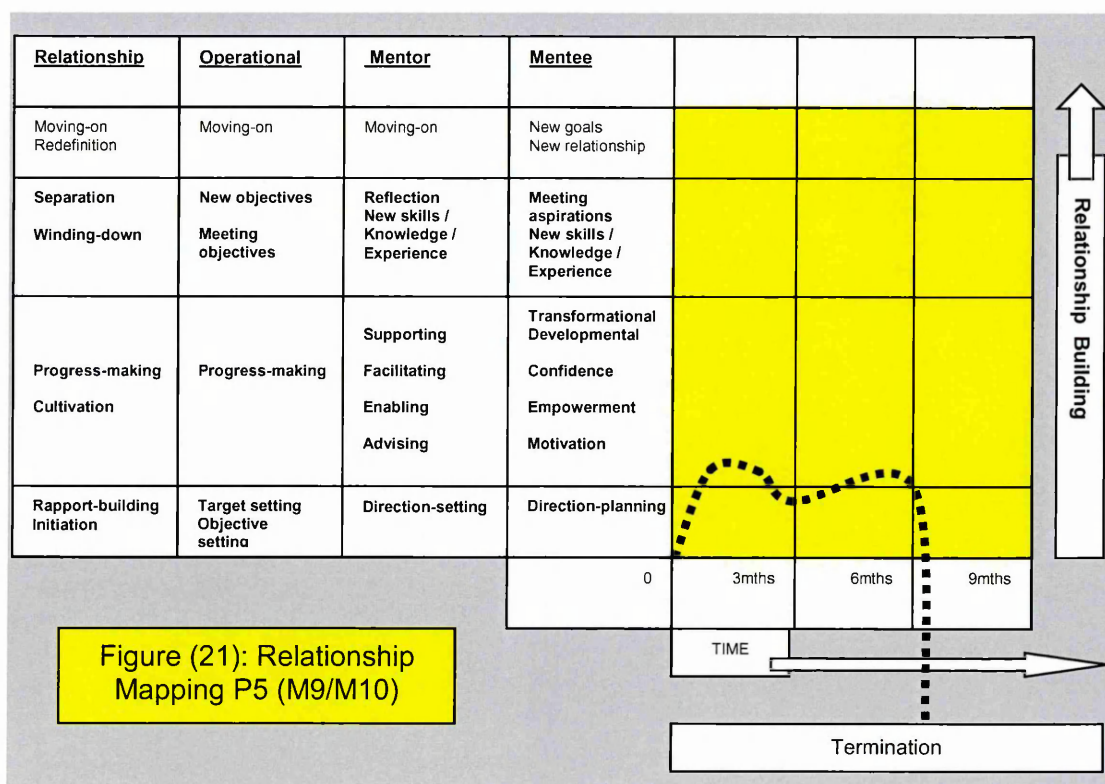 Relationship
Operational
Mentor
Mentee
Moving-on
Redefinition
Moving-on
Moving-on
New goals
New relationship
Separation
Winding-down
New objectives
Meeting
objectives
Reflection
New skills /
Knowledge /
Experience
Meeting
aspirations
New skills /
Knowledge /
Experience
Progress-making
Cultivation
Progress-making
Supporting
Facilitating
Enabling
Advising
Transformational
Developmental
Confidence
Empowerment
Motivation
Rapport-building
Initiation
Target setting
Objective
setting
Direction-setting
Direction-planning
0
3mths
6mths
9mths
Relationship Building
TIME
Figure (21): Relationship
Mapping P5 (M9/M10)
Termination